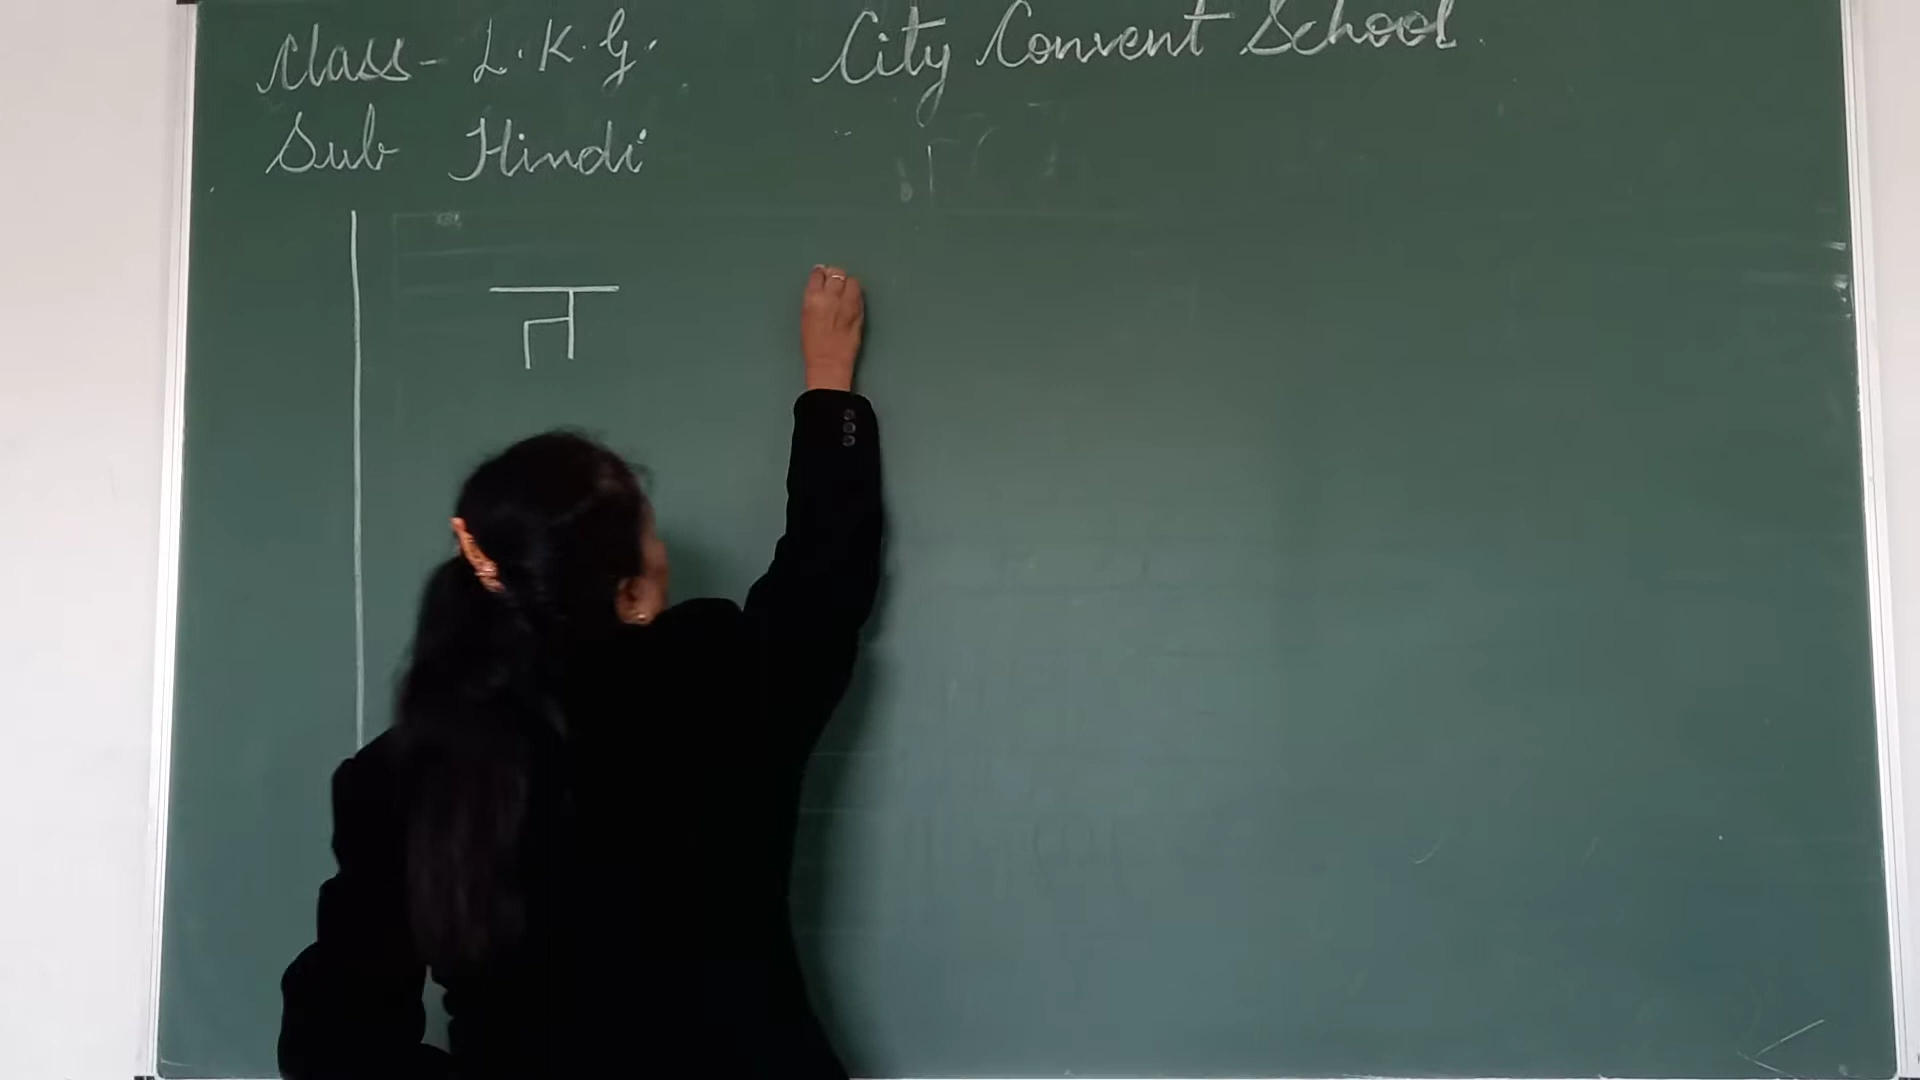 Class- L.K.G. City Convent School
Sub Hindi
त